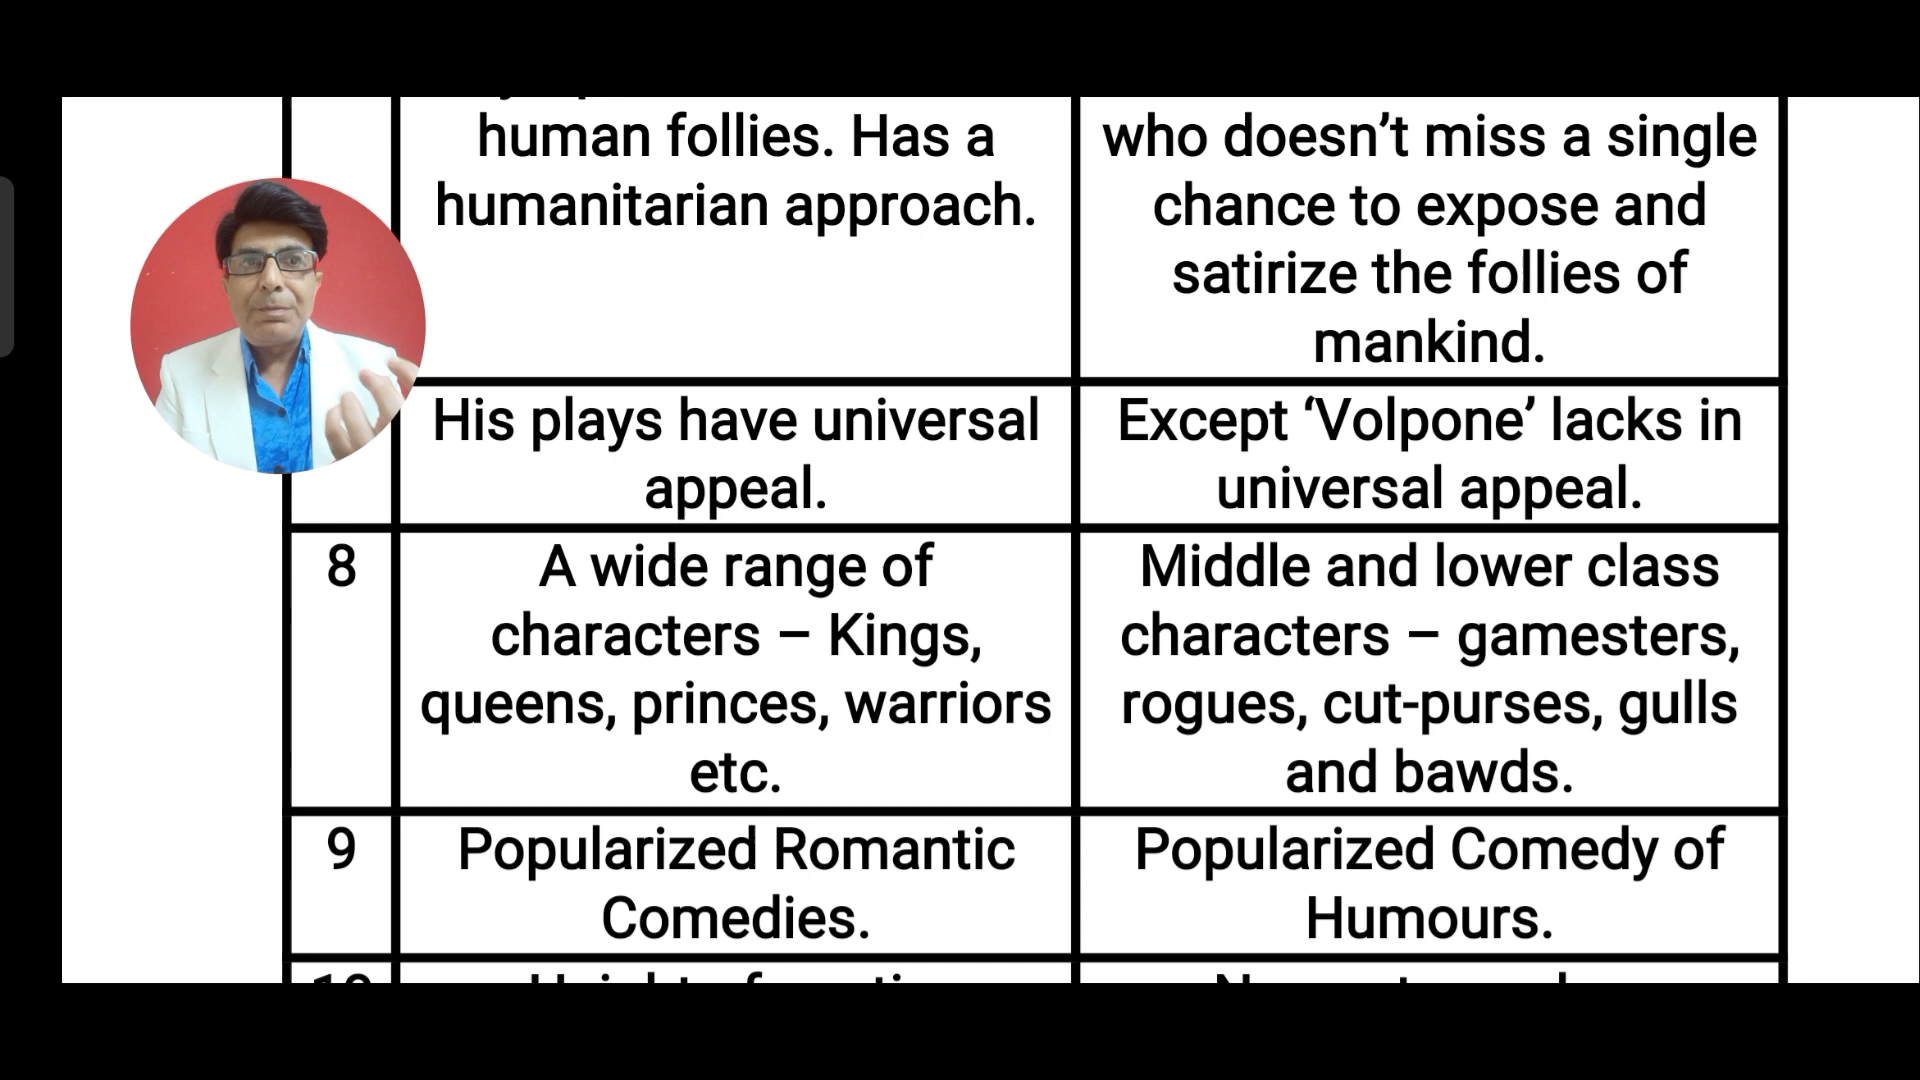 human follies. Has a
humanitarian approach.
who doesn’t miss a single
chance to expose and
satirize the follies of
mankind.
His plays have universal
appeal.
Except ‘Volpone’ lacks in
universal appeal.
8
A wide range of
characters – Kings,
queens, princes, warriors
etc.
Middle and lower class
characters – gamesters,
rogues, cut-purses, gulls
and bawds.
9
Popularized Romantic
Comedies.
Popularized Comedy of
Humours.